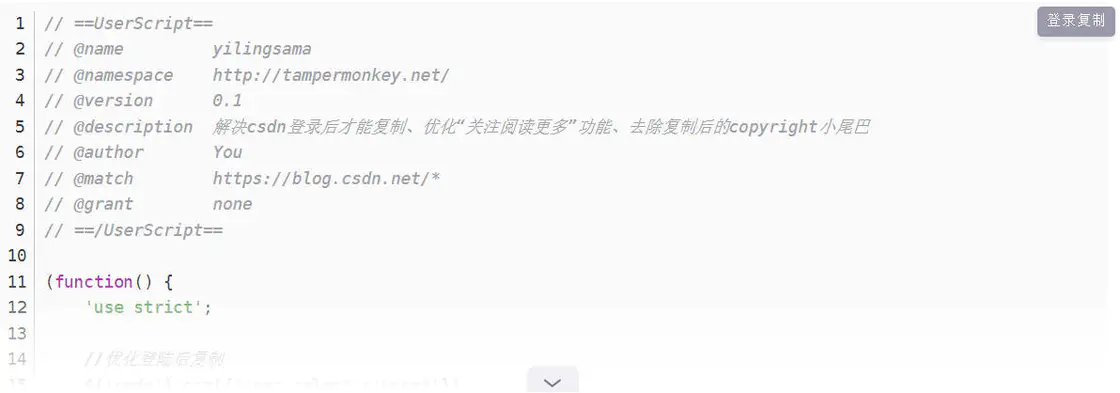 登录复制
1 // ==UserScript==
2 // @name         yilingsama
3 // @namespace    http://tampermonkey.net/
4 // @version      0.1
5 // @description  解决csdn登录后才能复制、优化“关注阅读更多”功能、去除复制后的copyright小尾巴
6 // @author       You
7 // @match        https://blog.csdn.net/*
8 // @grant        none
9 // ==/UserScript==
10
11 (function() {
12     'use strict';
13
14     //优化登陆后复制